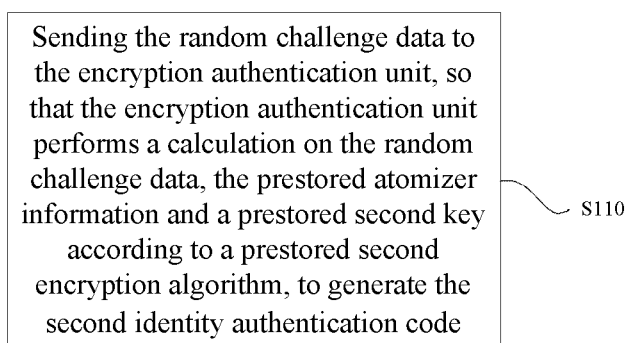 Sending the random challenge data to
the encryption authentication unit, so
that the encryption authentication unit
performs a calculation on the random
challenge data, the prestored atomizer
information and a prestored second key
according to a prestored second
encryption algorithm, to generate the
second identity authentication code
S110